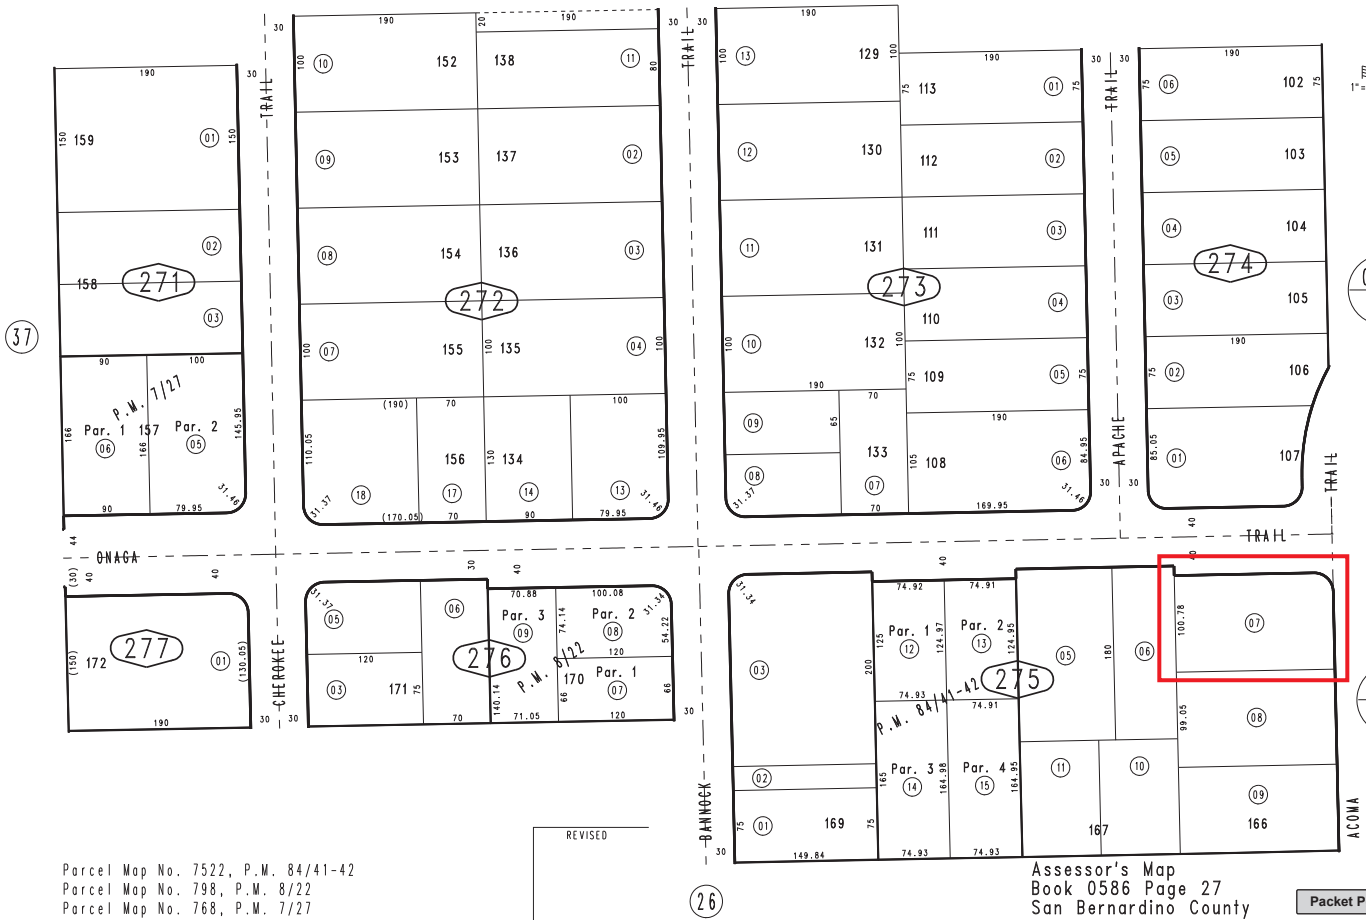 30 190 20 190 30 30 190
TRAIL TRAIL TRAIL TRAIL
190 100 10 152 138 11 80 100 13 129 100
30 30 190 75
190 113 01 75 75 06 102
1"=
150 159 01 150
09 153 137 02 12 130 112 02 05 103
02 08 154 136 03 11 131 111 03 04 104
158 271 272 273 274
03 110 04 03 105
37
100 07 155 100 135 04 100 100 10 132 100 190
90 100 75 109 05 75 75 02 106
P.M. 7/27
190 70
(190) 70 100 190
Par. 1 157 Par. 2 145.95
166 06 166 05
09 65
110.05 156 130 134 109.95 133 105 108 06 84.95 APACHE 85.05 01 107
31.46 31.37 18 17 14 13 31.46 31.37 08 07 31.46
90 79.95 (170.05) 70 90 79.95 70 169.95 30 30
44 40
ONAGA TRAIL
(30) 40 40 30 40 40 40
31.37 05 06 70.88 100.08 31.34 31.34 74.92 74.91
Par. 3 09 74.14 Par. 2 08 54.22 125 Par. 1 12 124.97 Par. 2 13 124.95 100.78 07
277 276 275
(150) 172 01 (130.05) CHEROKEE 120 P.M. 8/22 120 03 200 05 180 06
03 171 75 140.14 170 66 Par. 1 07 66 74.93 74.91
P.M. 84/41-42
190 30 30 70 71.05 120 30 99.05 08
02 165 Par. 3 14 164.98 Par. 4 15 164.95 11 10 09
BANNOCK 75 01 169 75 167 166 ACOMA
30 149.84 74.93 74.93
REVISED
Parcel Map No. 7522, P.M. 84/41-42
Parcel Map No. 798, P.M. 8/22
Parcel Map No. 768, P.M. 7/27
26
Assessor's Map
Book 0586 Page 27
San Bernardino County
Packet P